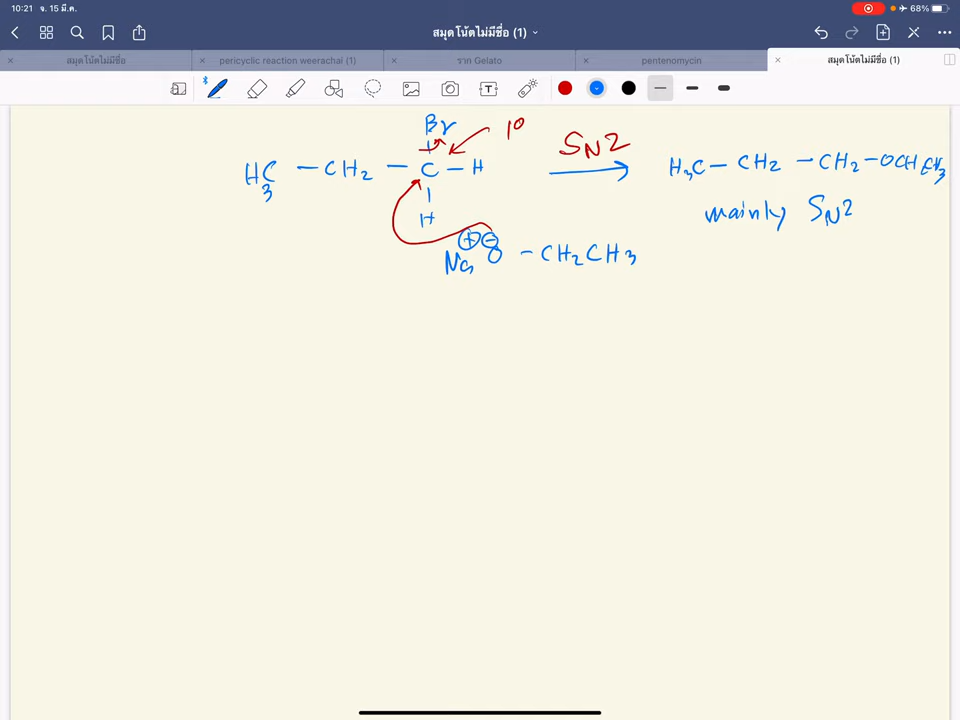 10:21 จ. 15 มี.ค.
68%
สมุดโน้ตไม่มีชื่อ (1)
สมุดโน้ตไม่มีชื่อ
pericyclic reaction weerachai (1)
ราก Gelato
pentenomycin
สมุดโน้ตไม่มีชื่อ (1)
Br
1°
H3C — CH2 — C — H
H
SN2
H3C — CH2 — CH2 — OCH2CH3
mainly SN2
Na ⊕ ⊖ O — CH2CH3